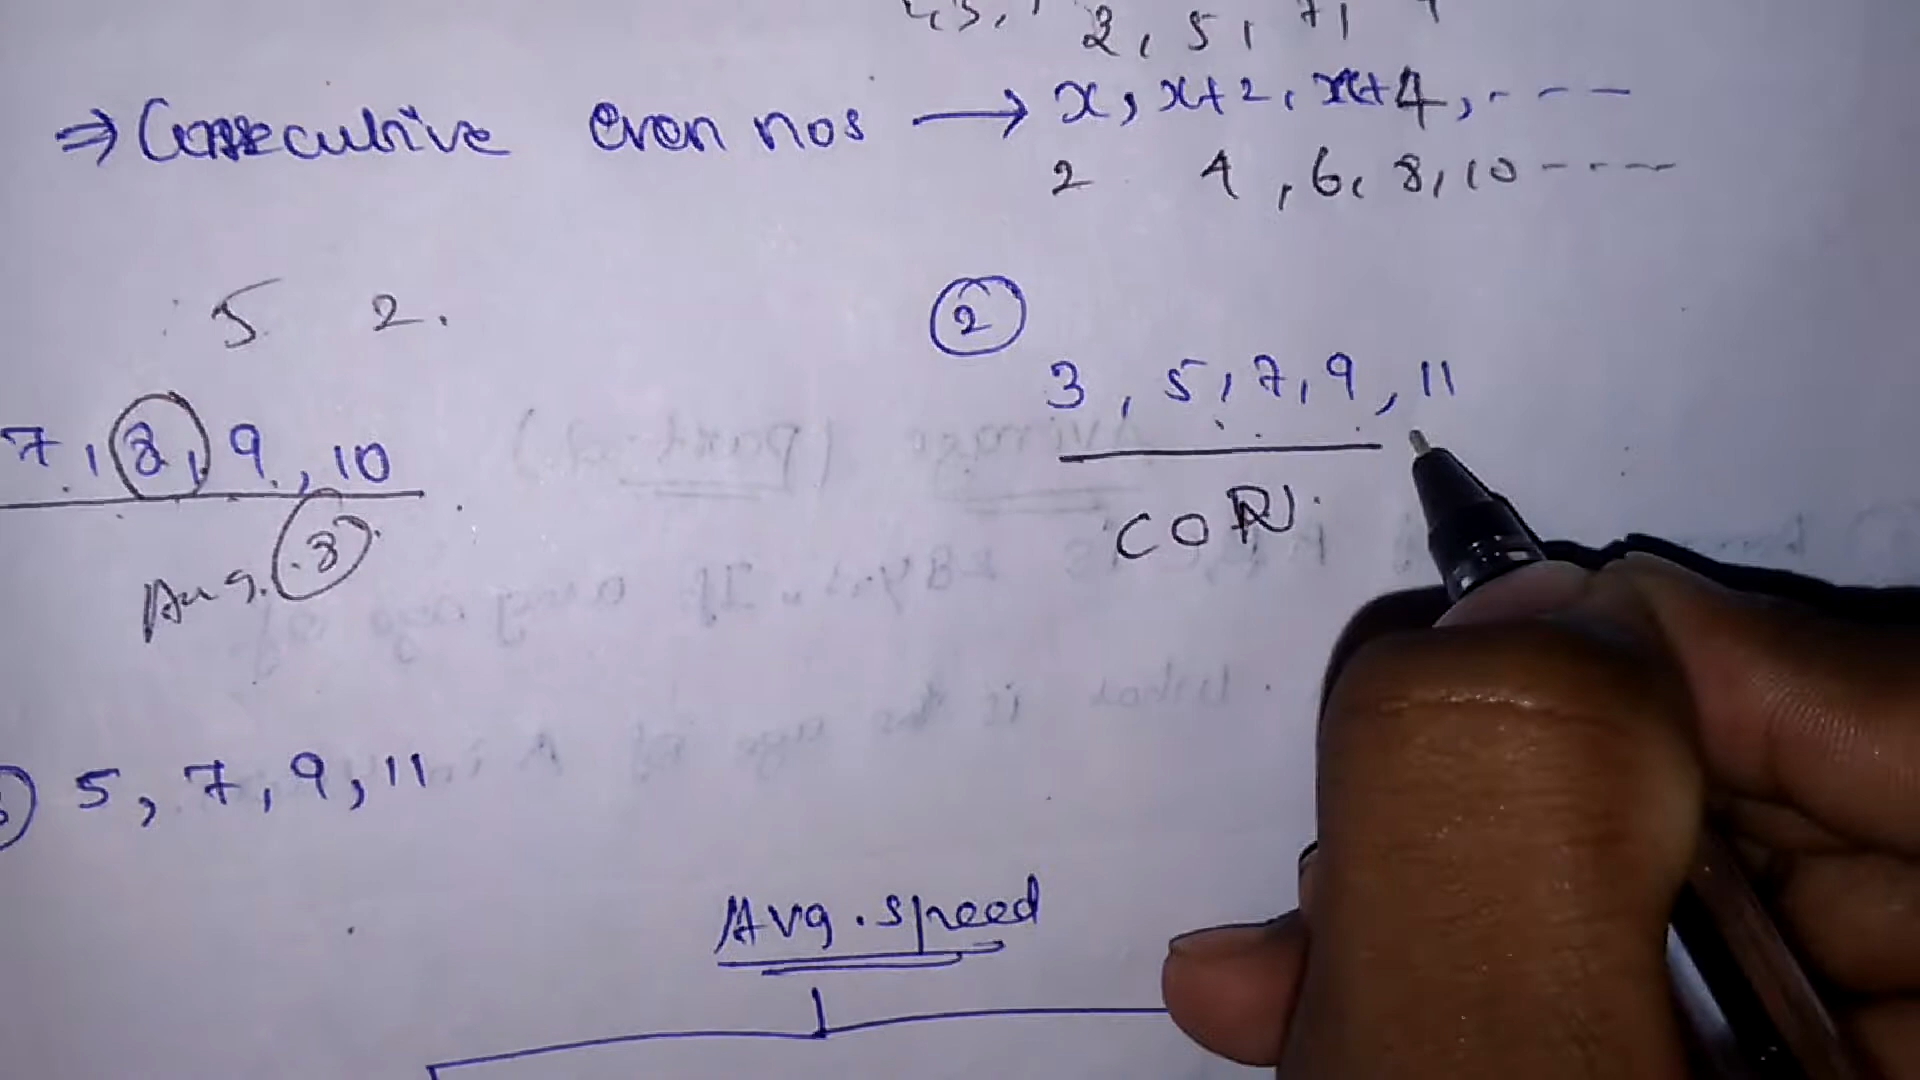 2, 5, 7,
⇒ Consecutive even nos → x, x+2, x+4, - - - -
2 4, 6, 8, 10 - - - -
5 2.
②
3, 5, 7, 9, 11
7, 8, 9, 10
CON
Avg. 8
5, 7, 9, 11
Avg. speed